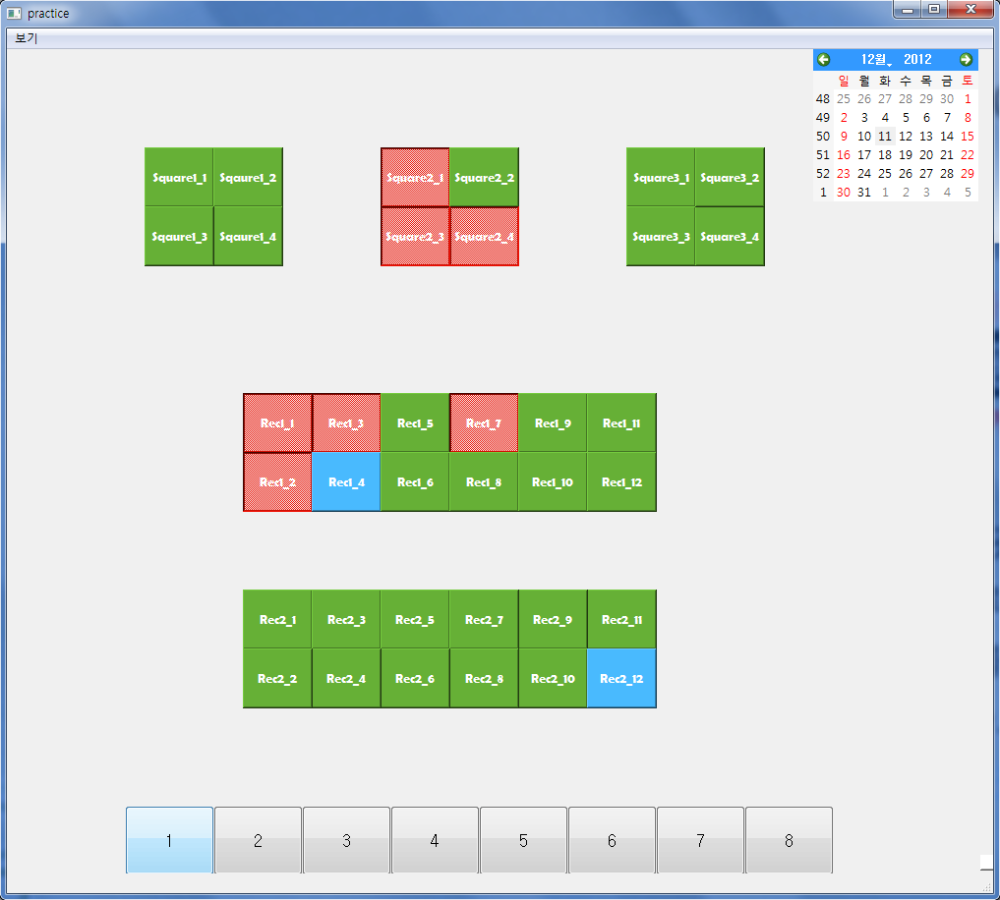 practice
보기
12월 2012
일 월 화 수 목 금 토
48 25 26 27 28 29 30 1
49 2 3 4 5 6 7 8
50 9 10 11 12 13 14 15
51 16 17 18 19 20 21 22
52 23 24 25 26 27 28 29
1 30 31 1 2 3 4 5
Square1_1 Sqaure1_2 Square2_1 Square2_2 Square3_1 Square3_2
Sqaure1_3 Sqaure1_4 Square2_3 Square2_4 Square3_3 Square3_4
Rec1_1 Rec1_3 Rec1_5 Rec1_7 Rec1_9 Rec1_11
Rec1_2 Rec1_4 Rec1_6 Rec1_8 Rec1_10 Rec1_12
Rec2_1 Rec2_3 Rec2_5 Rec2_7 Rec2_9 Rec2_11
Rec2_2 Rec2_4 Rec2_6 Rec2_8 Rec2_10 Rec2_12
1 2 3 4 5 6 7 8